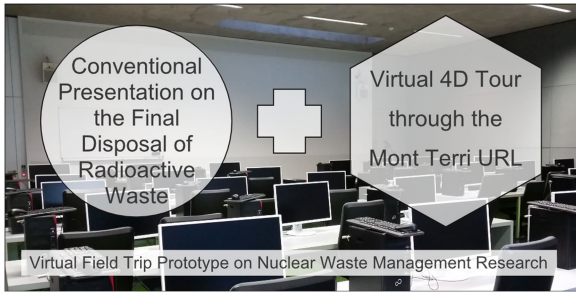 Conventional
Presentation on
the Final
Disposal of
Radioactive
Waste
Virtual 4D Tour
through the
Mont Terri URL
Virtual Field Trip Prototype on Nuclear Waste Management Research